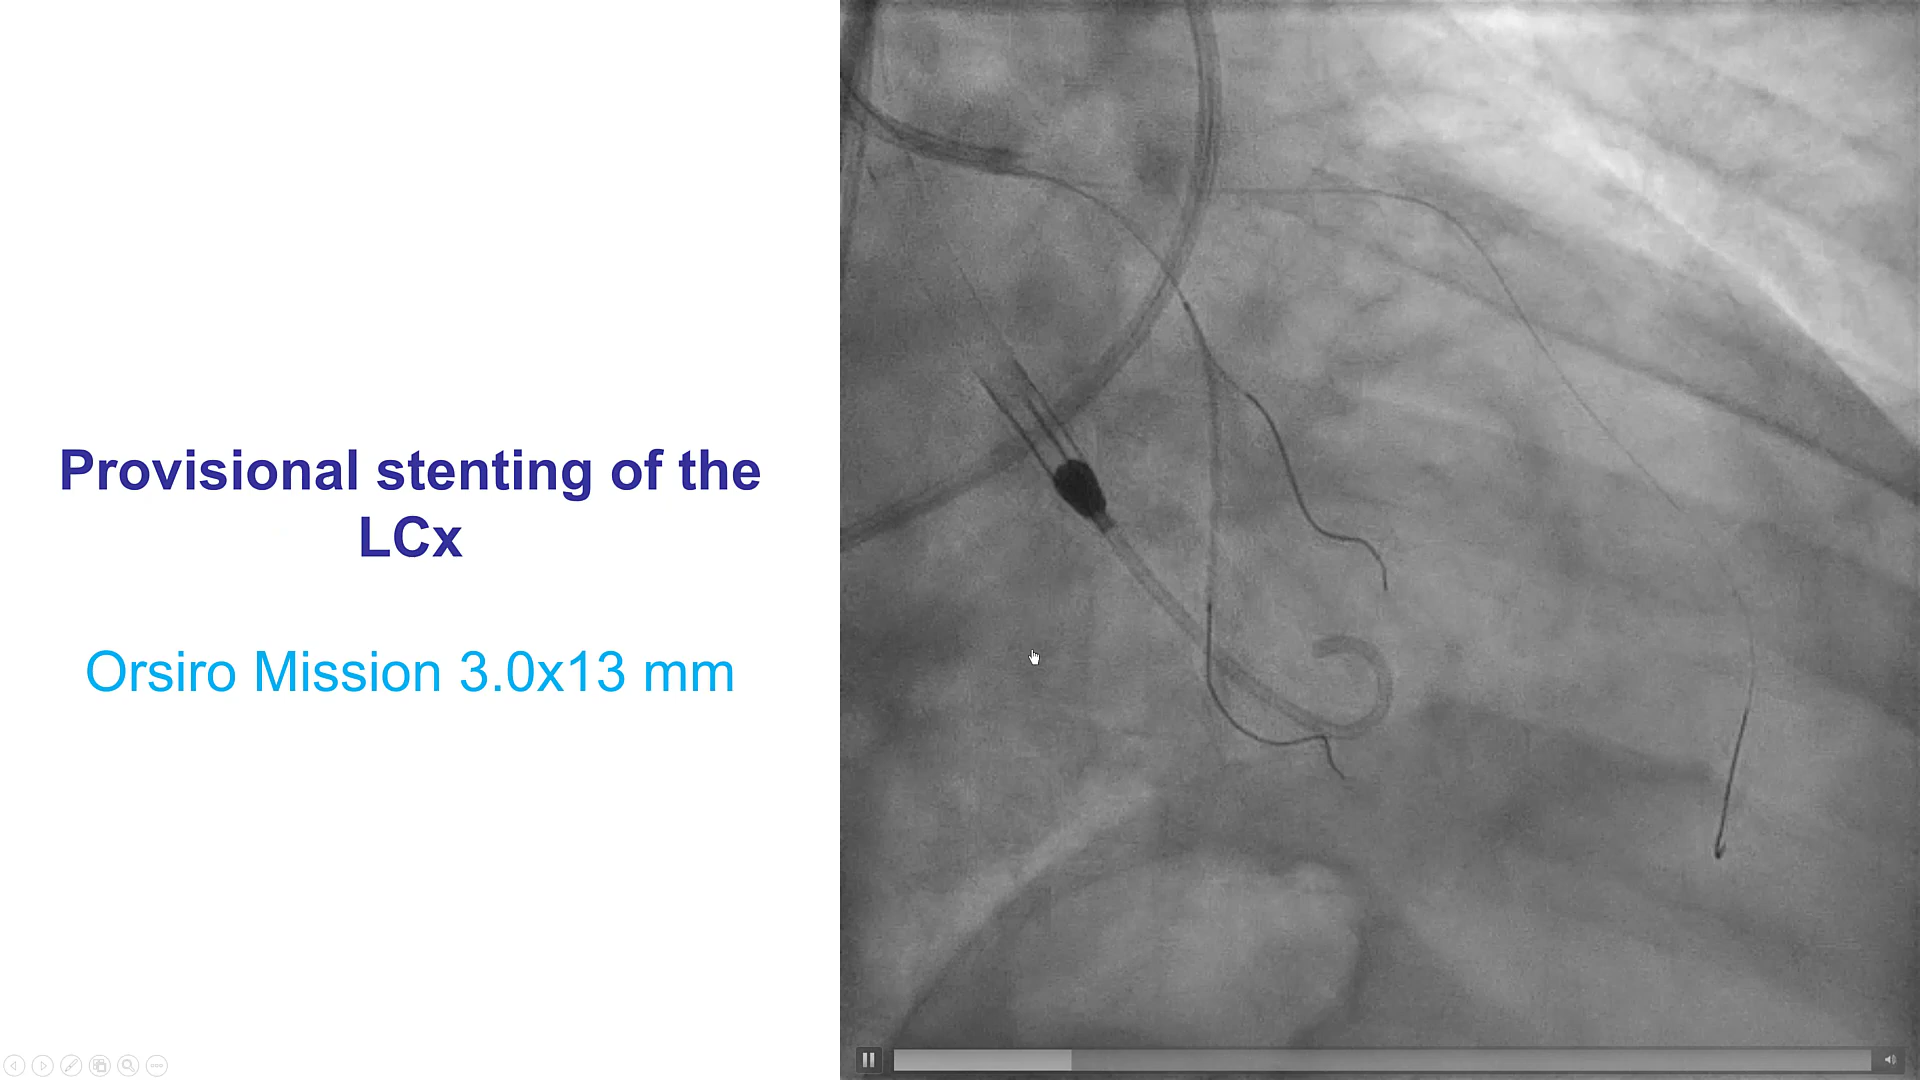 Provisional stenting of the
LCx
Orsiro Mission 3.0x13 mm